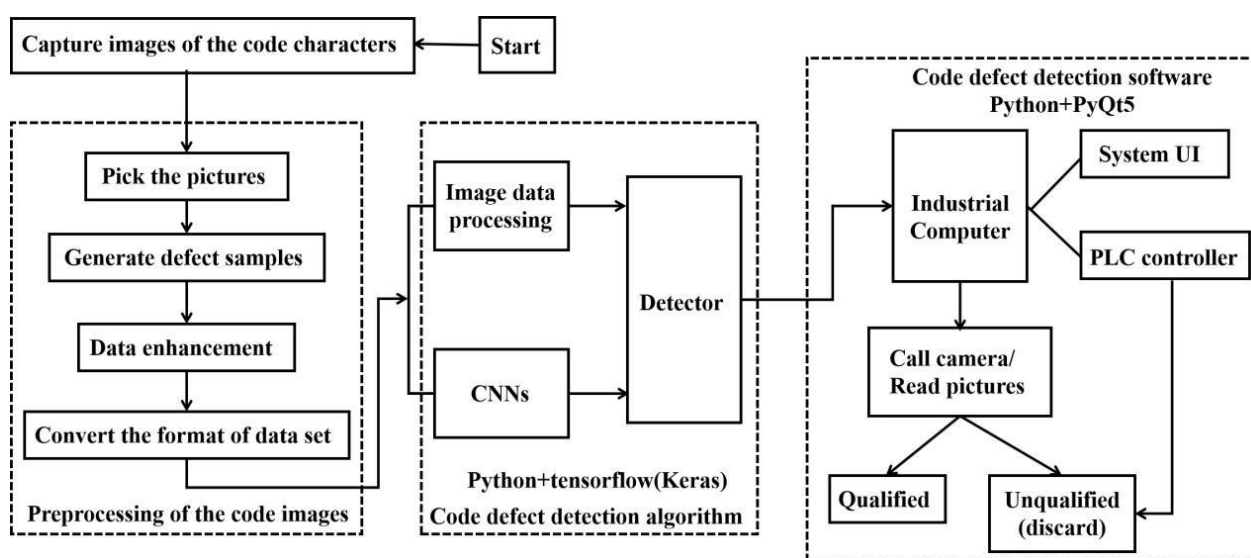 Capture images of the code characters
Start
Pick the pictures
Generate defect samples
Data enhancement
Convert the format of data set
Preprocessing of the code images
Image data
processing
CNNs
Detector
Python+tensorflow(Keras)
Code defect detection algorithm
Code defect detection software
Python+PyQt5
Industrial
Computer
System UI
PLC controller
Call camera/
Read pictures
Qualified
Unqualified
(discard)